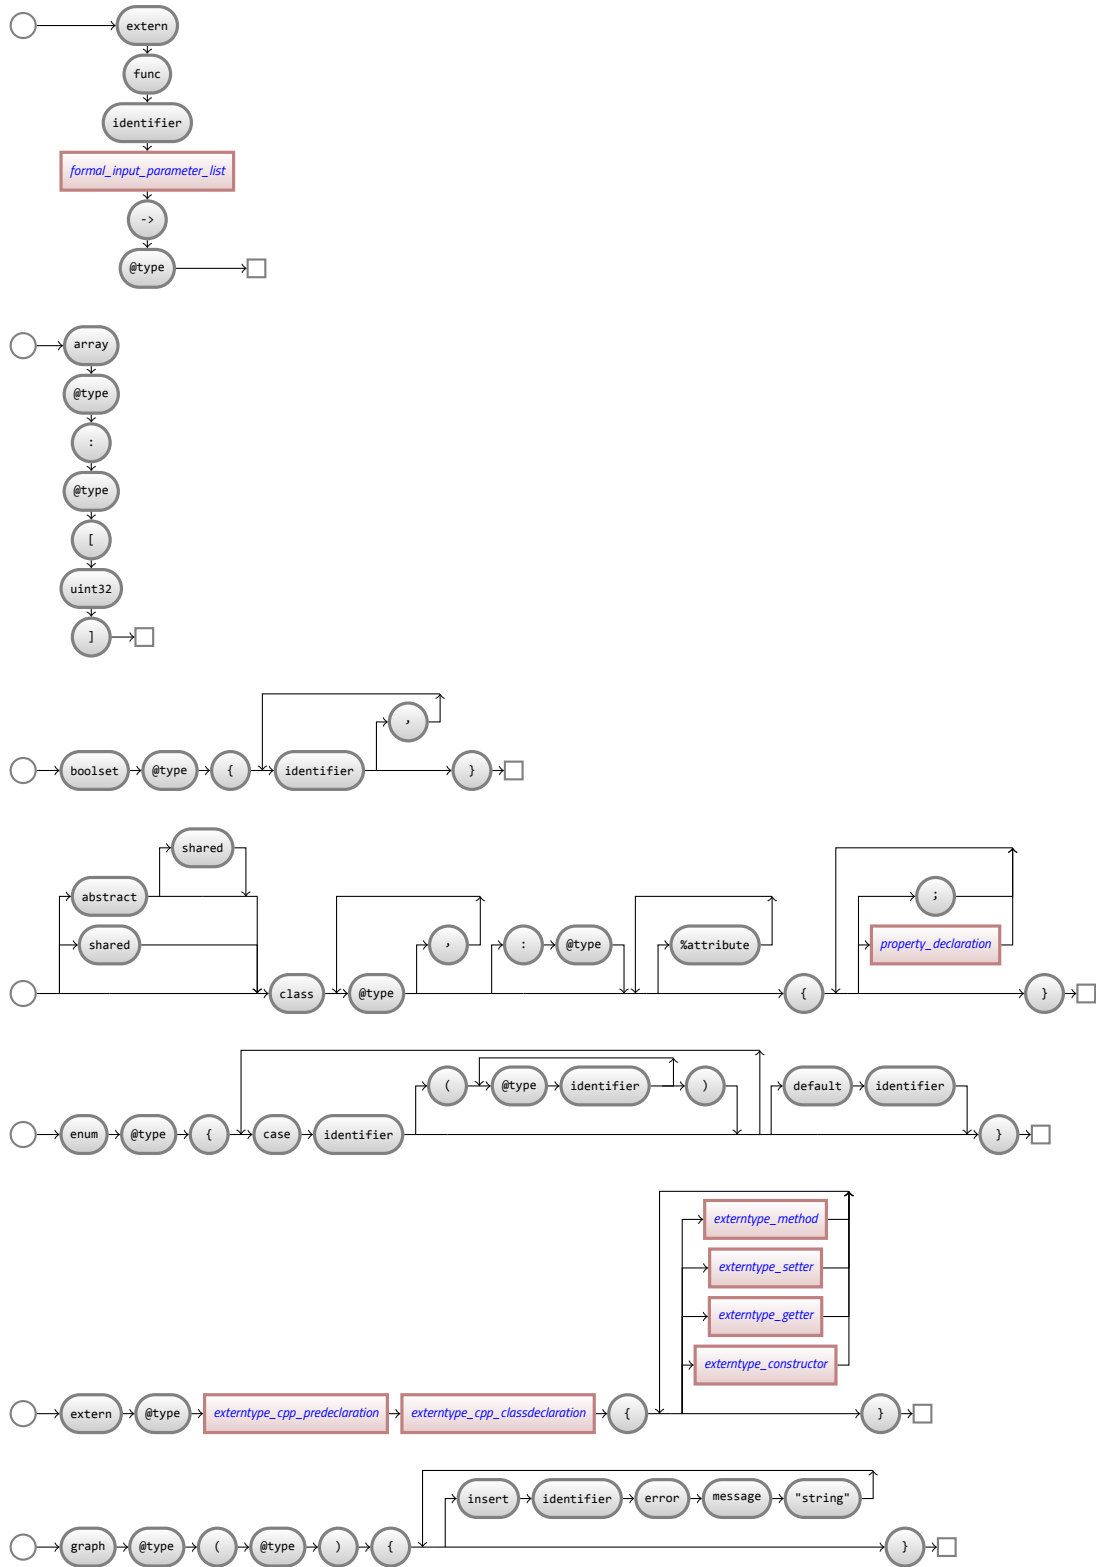 extern
func
identifier
formal_input_parameter_list
->
@type
array
@type
:
@type
[
uint32
]
,
boolset @type { identifier }
shared
abstract ;
shared , : @type %attribute property_declaration
class @type { }
( @type identifier ) default identifier
enum @type { case identifier }
externtype_method
externtype_setter
externtype_getter
externtype_constructor
extern @type externtype_cpp_predeclaration externtype_cpp_classdeclaration { }
insert identifier error message "string"
graph @type ( @type ) { }